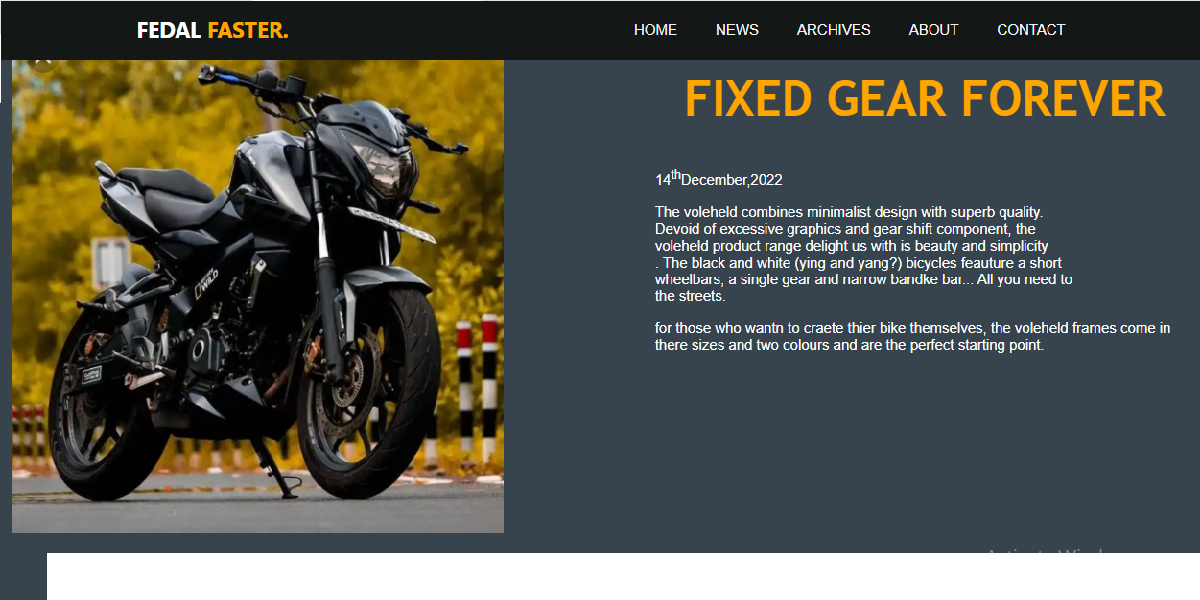 FEDAL FASTER.
HOME NEWS ARCHIVES ABOUT CONTACT
FIXED GEAR FOREVER
14thDecember,2022
The voleheld combines minimalist design with superb quality.
Devoid of excessive graphics and gear shift component, the
voleheld product range delight us with is beauty and simplicity
. The black and white (ying and yang?) bicycles feauture a short
wheelbars, a single gear and narrow bandke bar... All you need to
the streets.
for those who wantn to craete thier bike themselves, the voleheld frames come in
there sizes and two colours and are the perfect starting point.
WILD